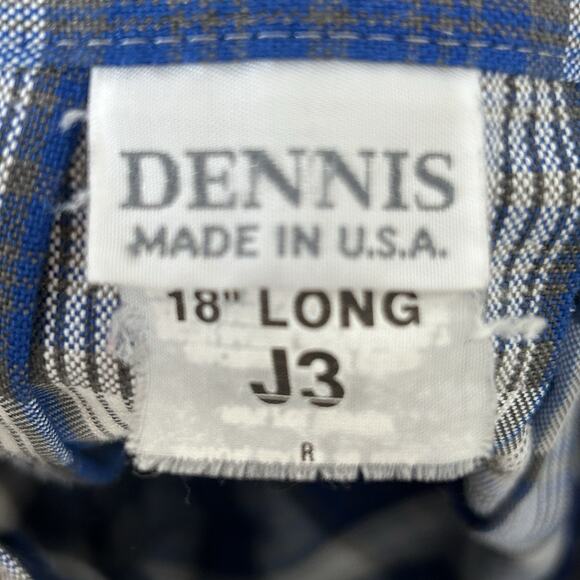 DENNIS
MADE IN U.S.A.
18" LONG
J3
R